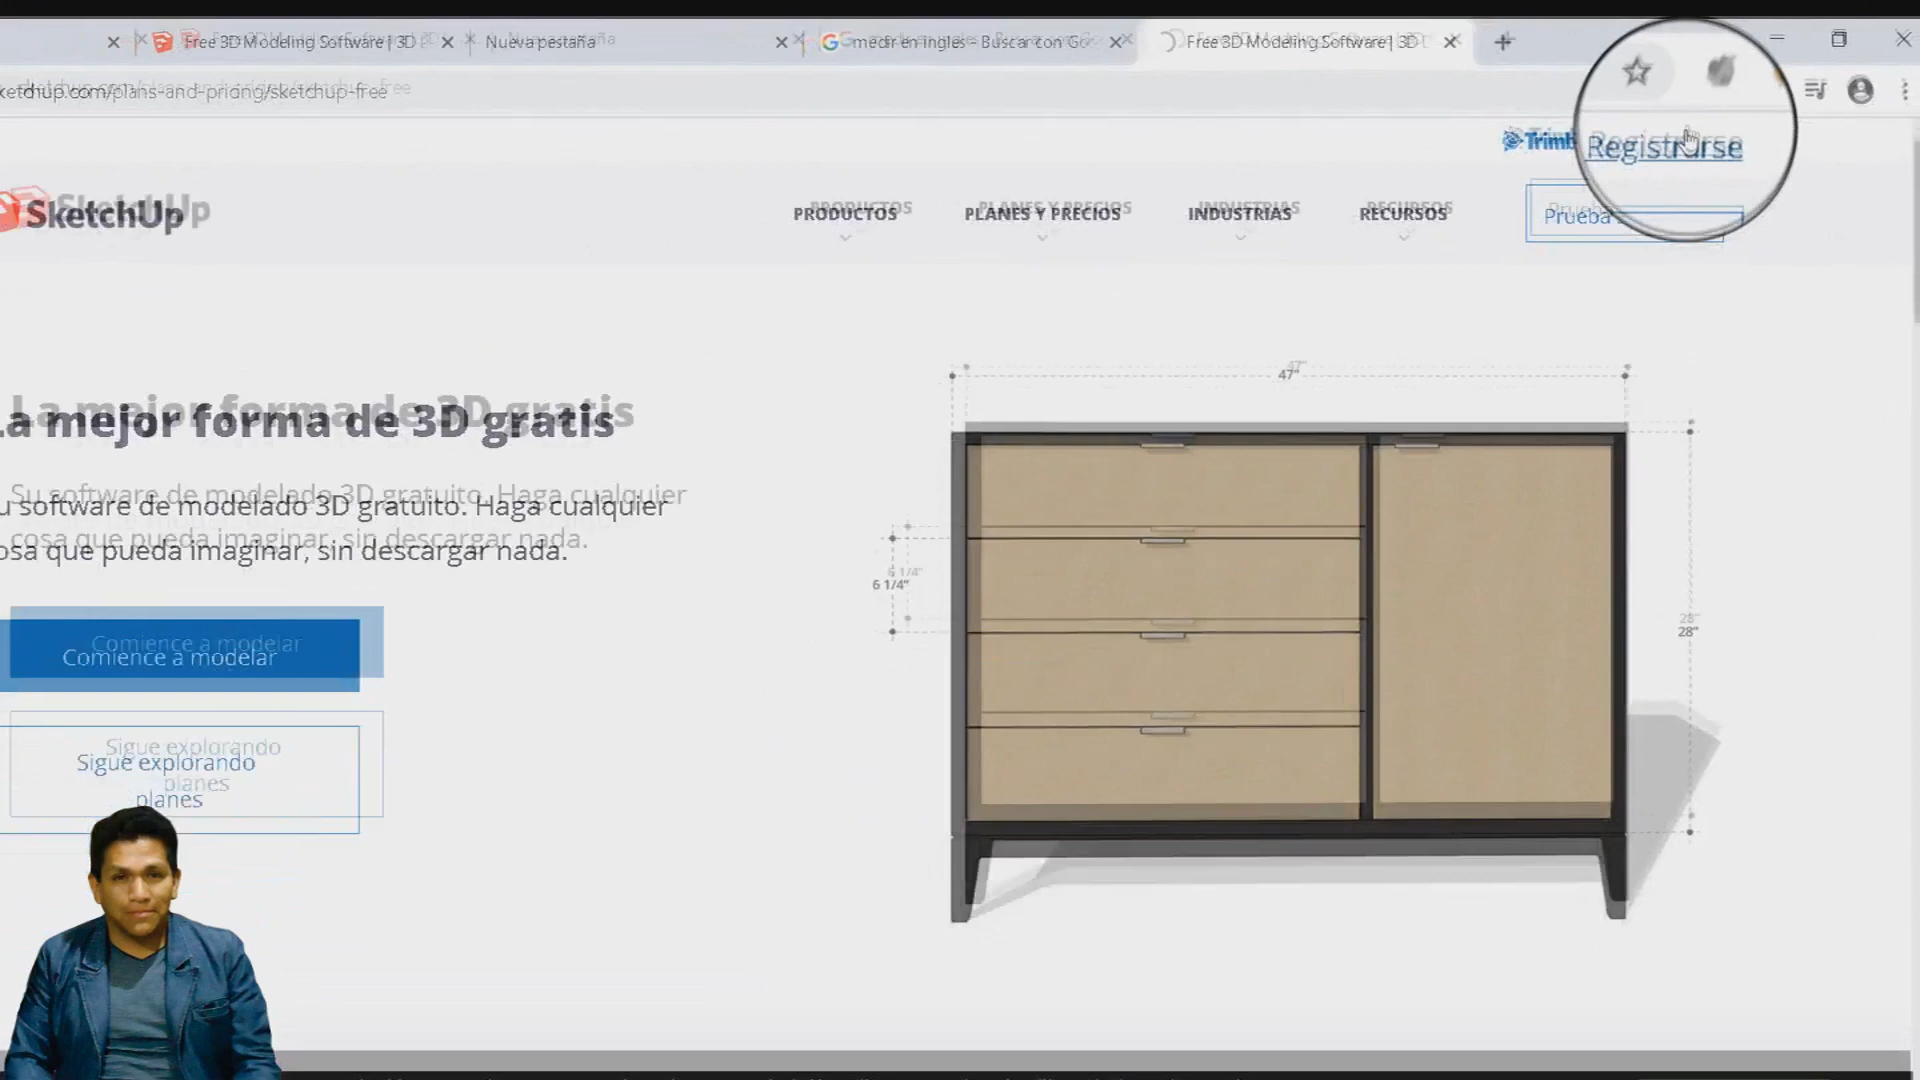 Free 3D Modeling Software | 3D
Nueva pestaña
medir en ingles - Buscar con Go
Free 3D Modeling Software | 3D
ketchup.com/plans-and-pricing/sketchup-free
Trimb
Registrarse
SketchUp
PRODUCTOS
PLANES Y PRECIOS
INDUSTRIAS
RECURSOS
Prueba
La mejor forma de 3D gratis
Su software de modelado 3D gratuito. Haga cualquier
cosa que pueda imaginar, sin descargar nada.
Comience a modelar
Sigue explorando
planes
47"
6 1/4"
28"